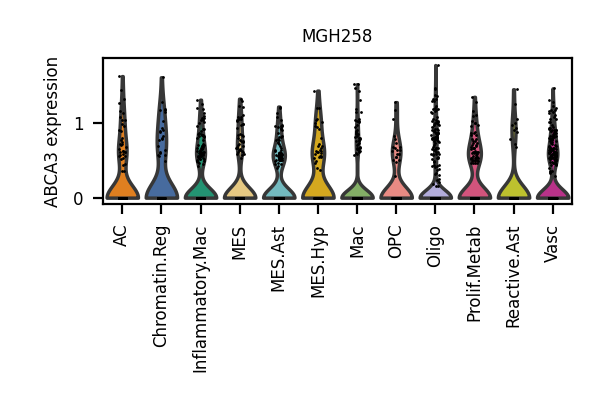 MGH258
ABCA3 expression
1
0
AC
Chromatin.Reg
Inflammatory.Mac
MES
MES.Ast
MES.Hyp
Mac
OPC
Oligo
Prolif.Metab
Reactive.Ast
Vasc